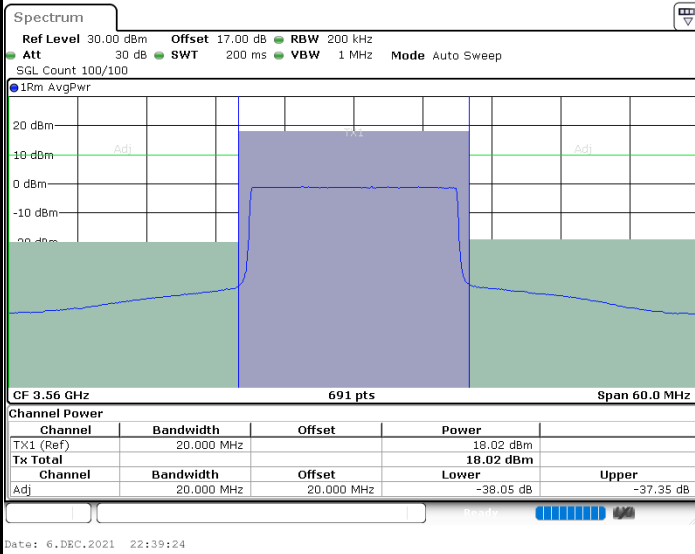 Spectrum
Ref Level 30.00 dBm Offset 17.00 dB RBW 200 kHz
Att 30 dB SWT 200 ms VBW 1 MHz Mode Auto Sweep
SGL Count 100/100
1Rm AvgPwr
20 dBm
Tx1
Adj Adj
10 dBm
0 dBm
-10 dBm
-20 dBm
CF 3.56 GHz 691 pts Span 60.0 MHz
Channel Power
Channel Bandwidth Offset Power
TX1 (Ref) 20.000 MHz 18.02 dBm
Tx Total 18.02 dBm
Channel Bandwidth Offset Lower Upper
Adj 20.000 MHz 20.000 MHz -38.05 dB -37.35 dB
Ready
Date: 6.DEC.2021 22:39:24